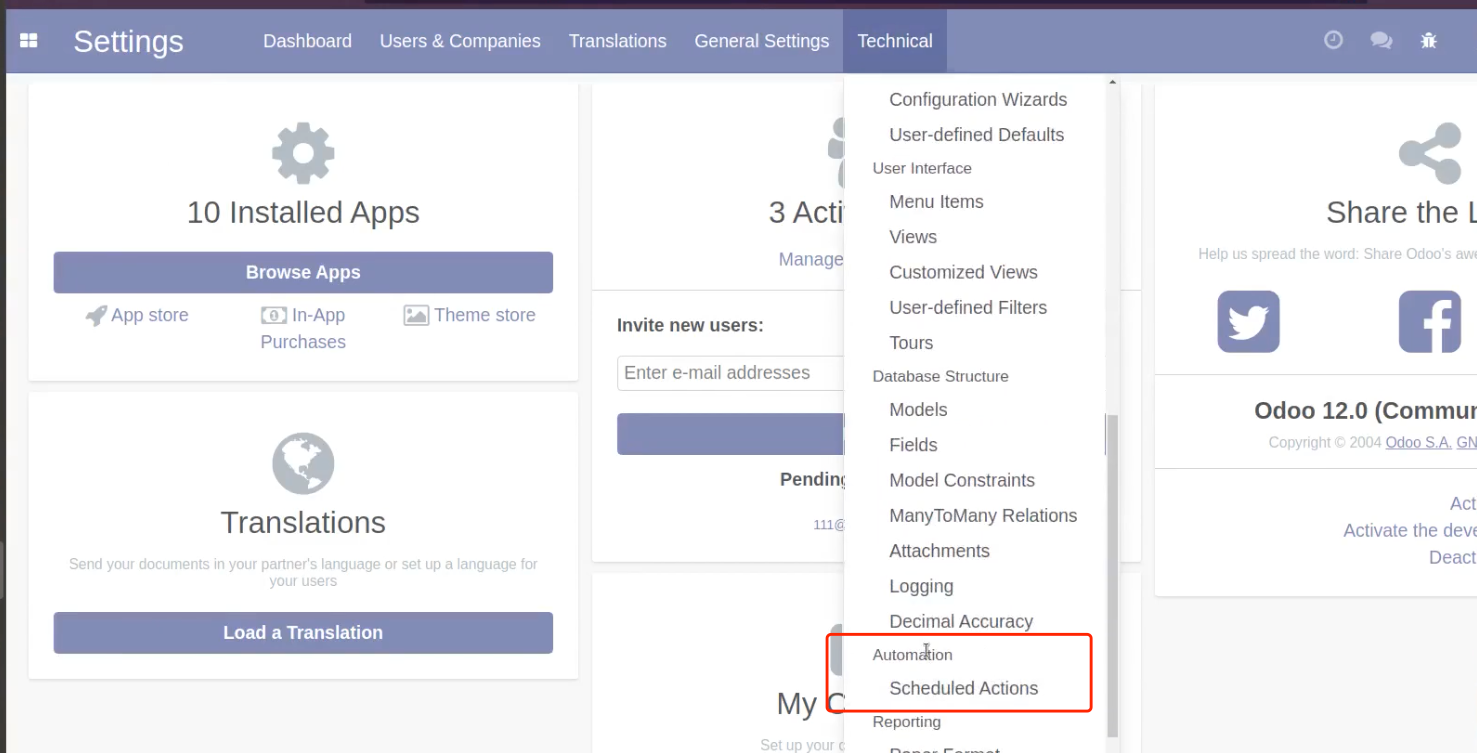 Settings
Dashboard
Users & Companies
Translations
General Settings
Technical
10 Installed Apps
Browse Apps
App store
In-App
Purchases
Theme store
Translations
Send your documents in your partner's language or set up a language for
your users
Load a Translation
3 Acti
Manage
Invite new users:
Enter e-mail addresses
Pending
111@
My C
Set up your
Configuration Wizards
User-defined Defaults
User Interface
Menu Items
Views
Customized Views
User-defined Filters
Tours
Database Structure
Models
Fields
Model Constraints
ManyToMany Relations
Attachments
Logging
Decimal Accuracy
Automation
Scheduled Actions
Reporting
Paper Format
Share the L
Help us spread the word: Share Odoo's awe
Odoo 12.0 (Commun
Copyright © 2004 Odoo S.A. GN
Act
Activate the deve
Deact